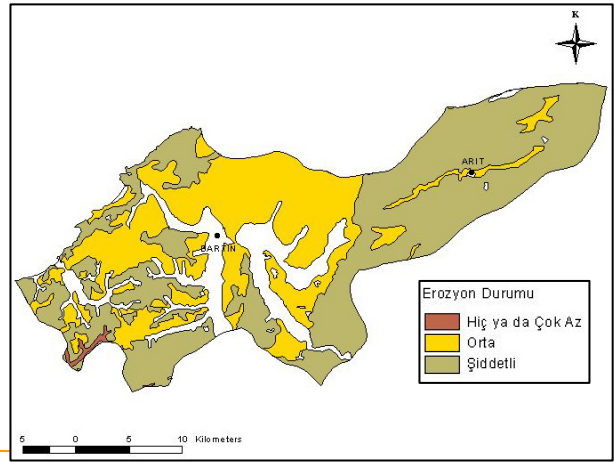 K
ARIT
BARTIN
Erozyon Durumu
Hiç ya da Çok Az
Orta
Şiddetli
5 0 5 10 Kilometers